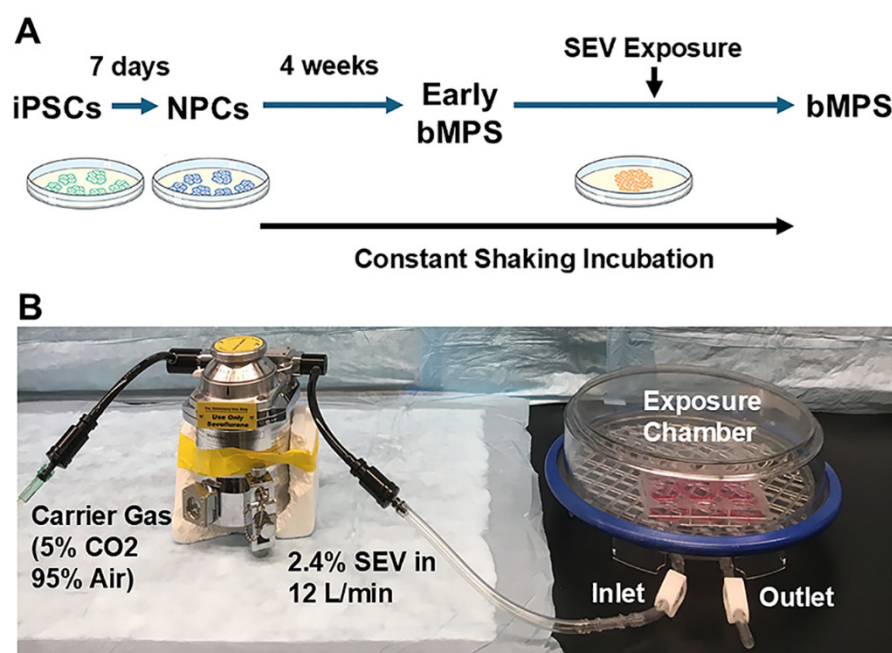 A
7 days
4 weeks
SEV Exposure
iPSCs
NPCs
Early
bMPS
bMPS
Constant Shaking Incubation
B
Use Only
Sevoflurane
Exposure
Chamber
Carrier Gas
(5% CO2
95% Air)
2.4% SEV in
12 L/min
Inlet
Outlet